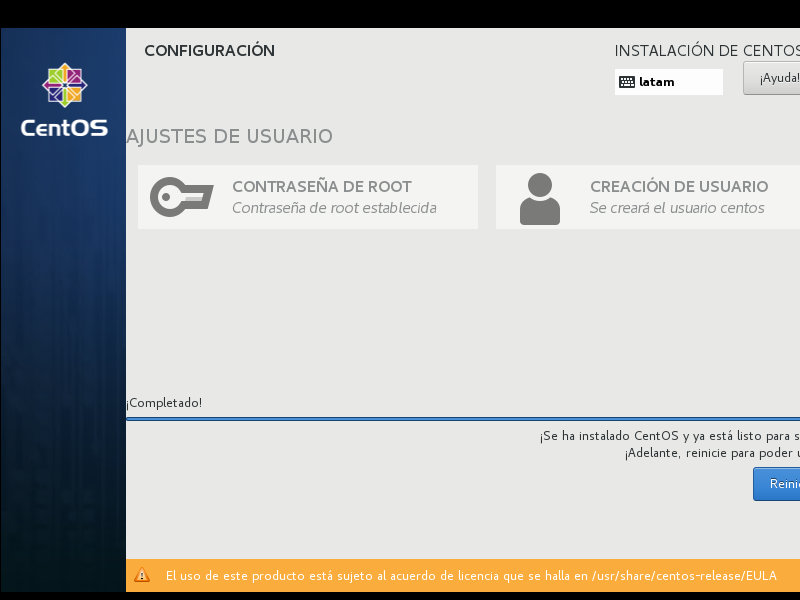 CONFIGURACIÓN
INSTALACIÓN DE CENTOS
latam
¡Ayuda!
CentOS
AJUSTES DE USUARIO
CONTRASEÑA DE ROOT
Contraseña de root establecida
CREACIÓN DE USUARIO
Se creará el usuario centos
¡Completado!
¡Se ha instalado CentOS y ya está listo para
¡Adelante, reinicie para poder
El uso de este producto está sujeto al acuerdo de licencia que se halla en /usr/share/centos-release/EULA